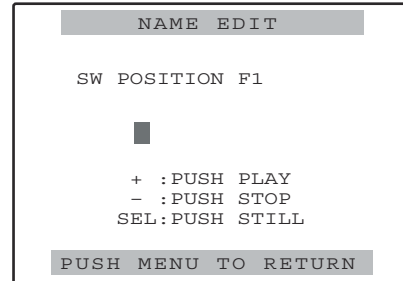 NAME EDIT
SW POSITION F1
+ :PUSH PLAY
– :PUSH STOP
SEL:PUSH STILL
PUSH MENU TO RETURN